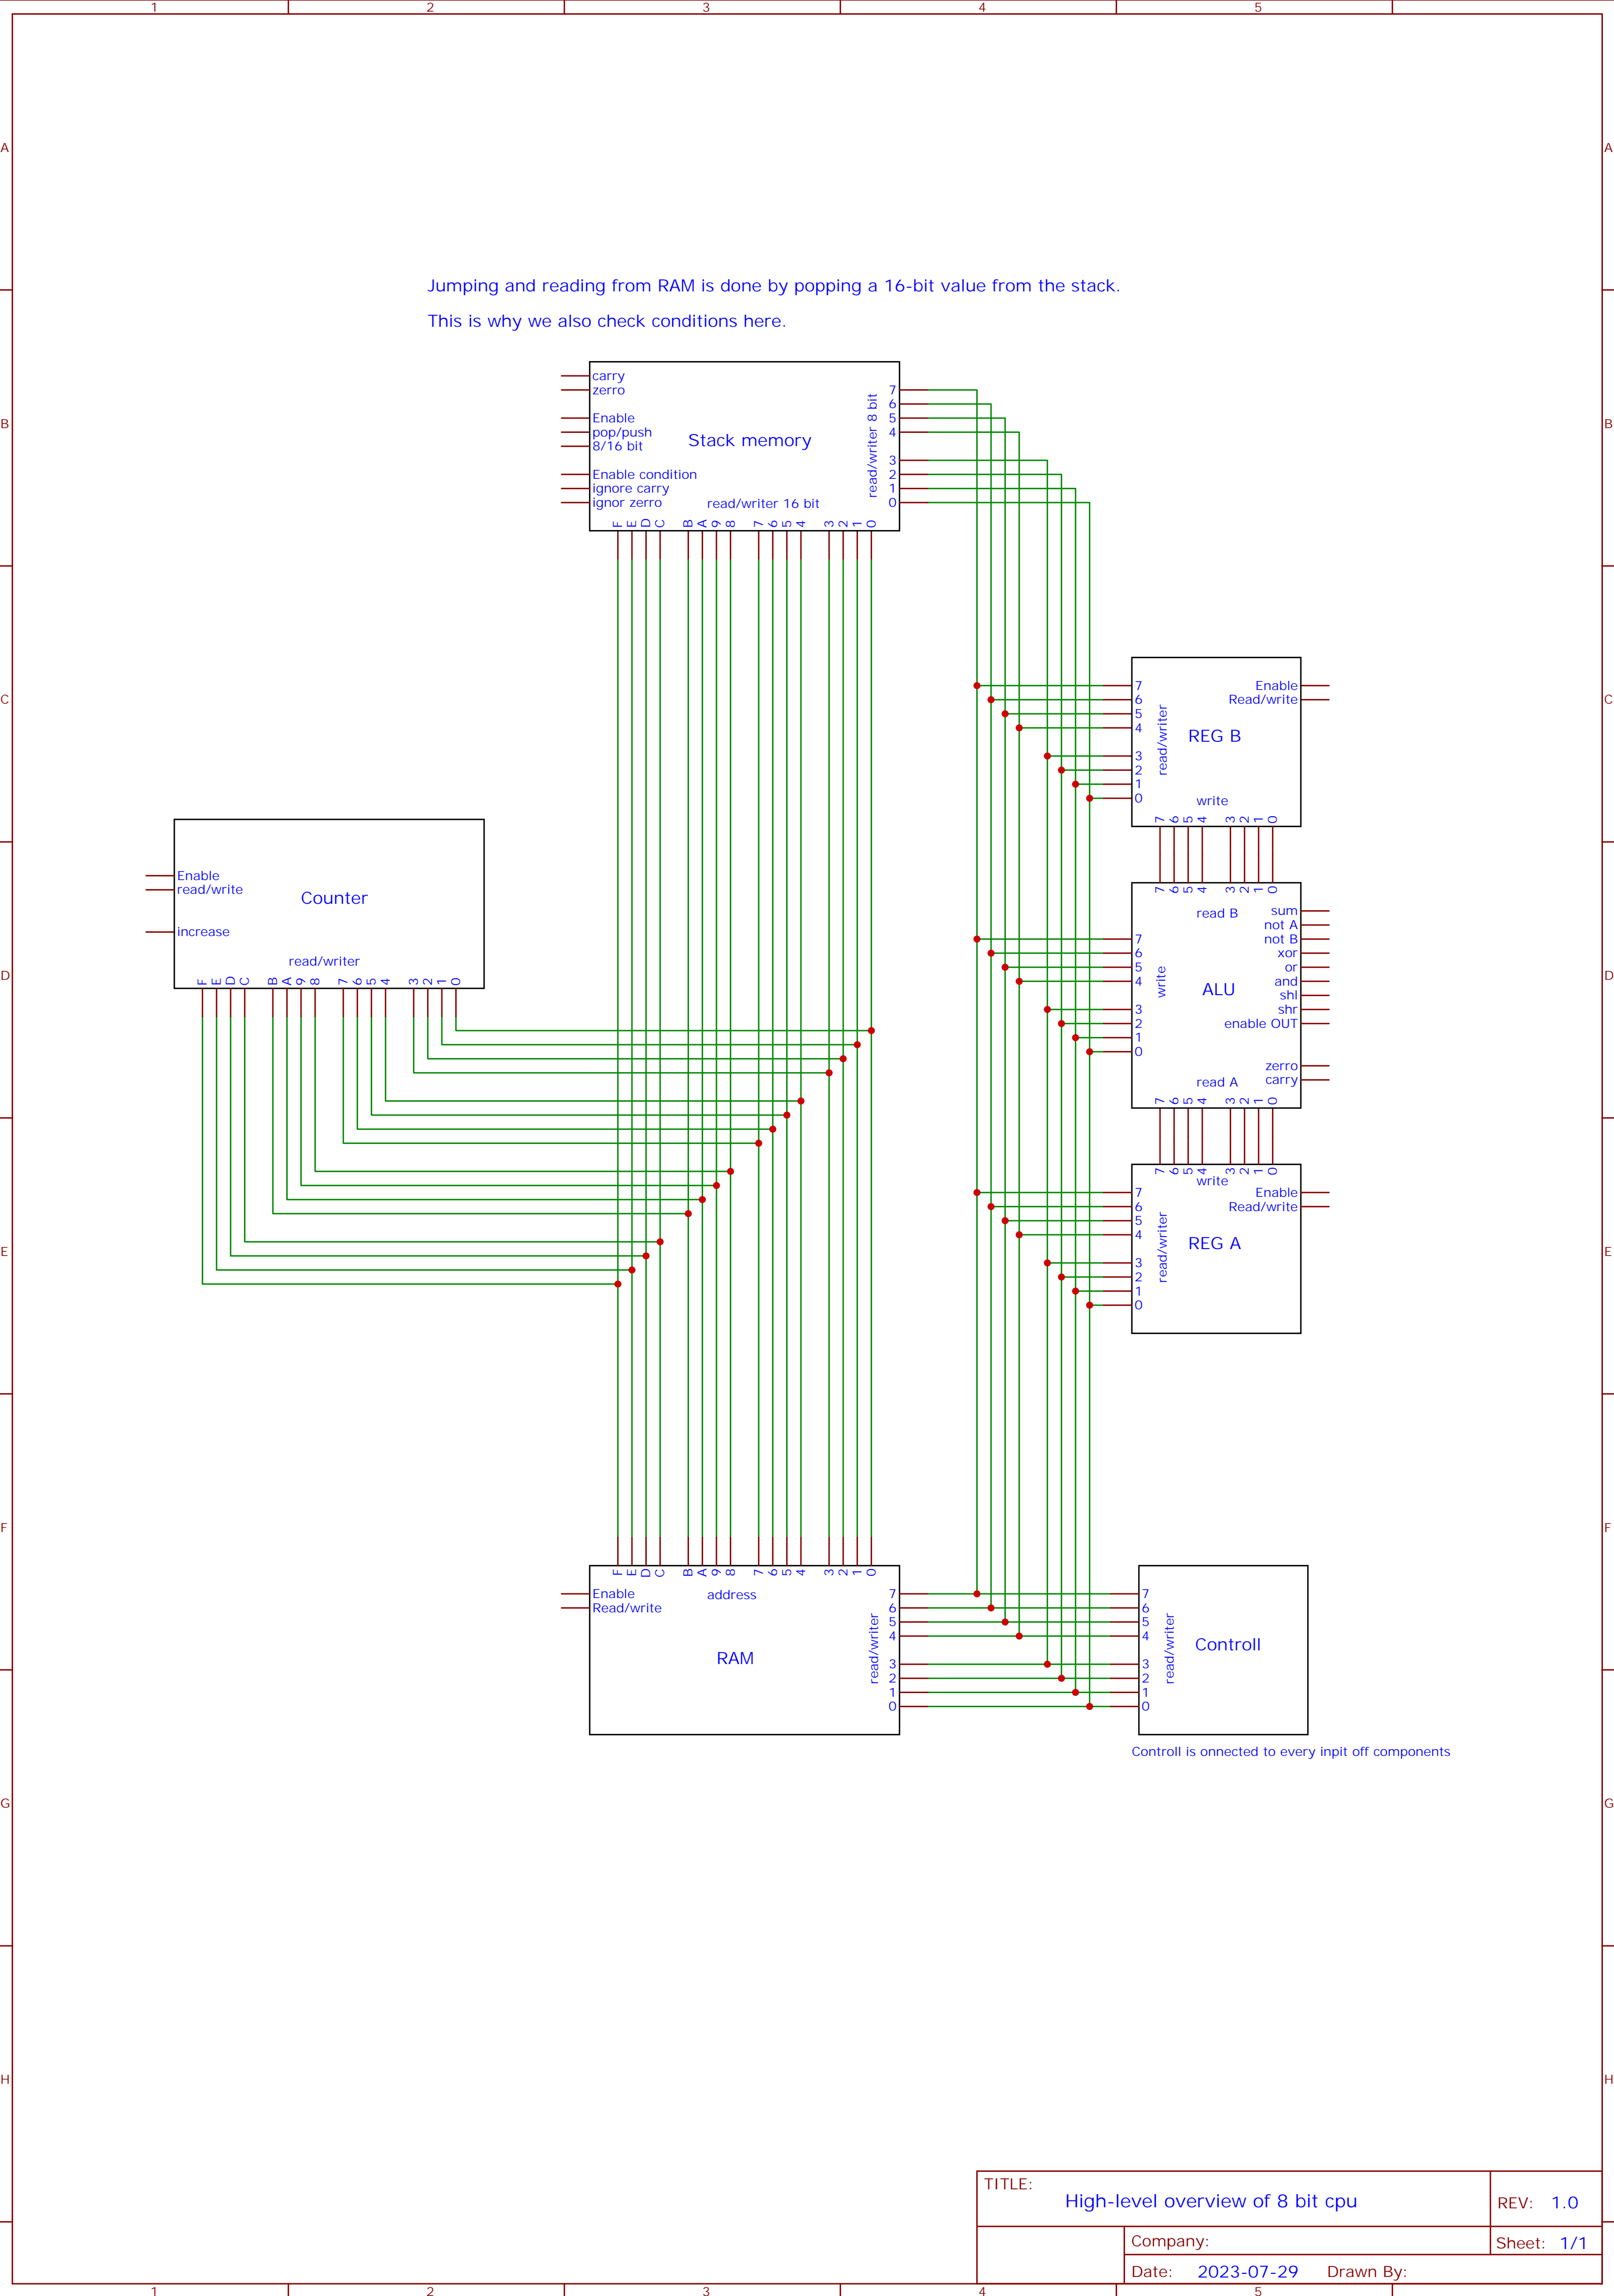 1 2 3 4 5
A A
Jumping and reading from RAM is done by popping a 16-bit value from the stack.
This is why we also check conditions here.
B B
carry
zerro
Enable
pop/push
8/16 bit
Enable condition
ignore carry
ignor zerro
Stack memory
read/writer 16 bit
F E D C B A 9 8 7 6 5 4 3 2 1 0
read/writer 8 bit
7
6
5
4
3
2
1
0
C C
7
6
5
4
3
2
1
0
read/writer
REG B
Enable
Read/write
write
7 6 5 4 3 2 1 0
Counter
Enable
read/write
increase
read/writer
F E D C B A 9 8 7 6 5 4 3 2 1 0
D D
7 6 5 4 3 2 1 0
read B
7
6
5
4
3
2
1
0
write
ALU
sum
not A
not B
xor
or
and
shl
shr
enable OUT
zerro
carry
read A
7 6 5 4 3 2 1 0
E E
7 6 5 4 3 2 1 0
write
7
6
5
4
3
2
1
0
read/writer
REG A
Enable
Read/write
F F
F E D C B A 9 8 7 6 5 4 3 2 1 0
address
Enable
Read/write
RAM
read/writer
7
6
5
4
3
2
1
0
7
6
5
4
3
2
1
0
read/writer
Controll
Controll is onnected to every inpit off components
G G
H H
TITLE:
High-level overview of 8 bit cpu
REV: 1.0
Company:
Sheet: 1/1
Date: 2023-07-29 Drawn By:
1 2 3 4 5